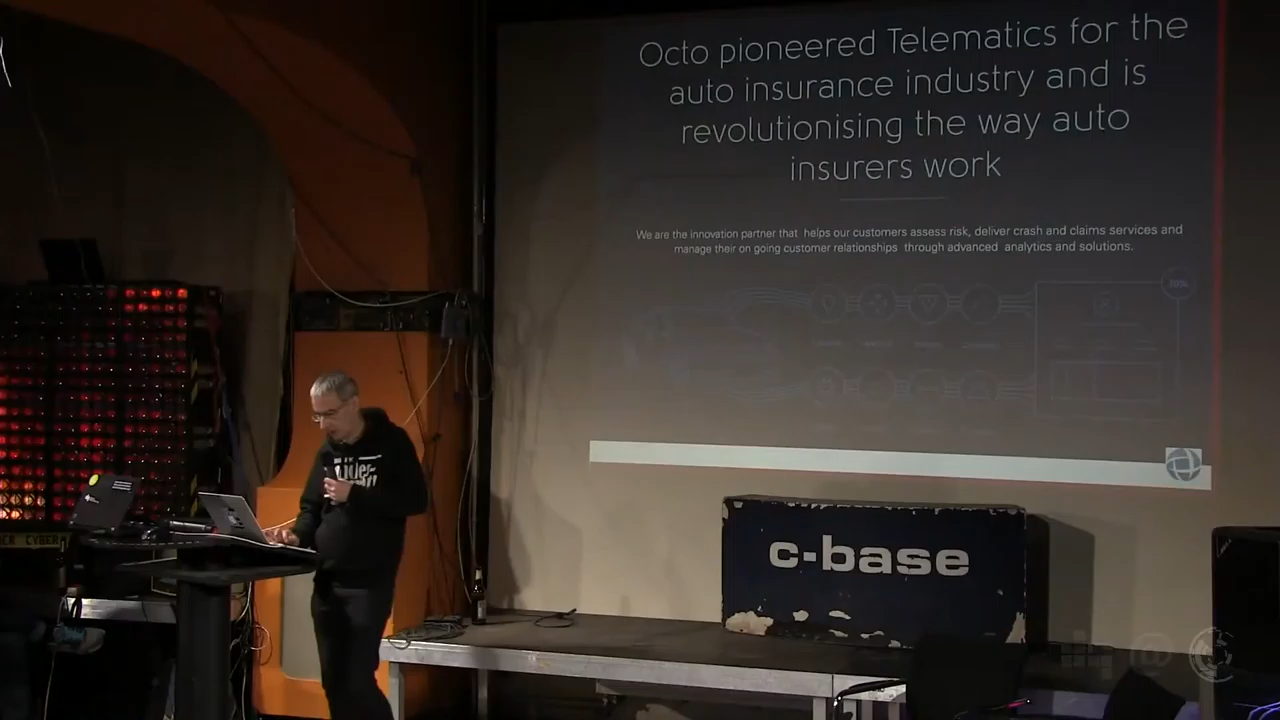 Octo pioneered Telematics for the
auto insurance industry and is
revolutionising the way auto
insurers work
We are the innovation partner that helps our customers assess risk, deliver crash and claims services and
manage their on going customer relationships through advanced analytics and solutions.
c-base